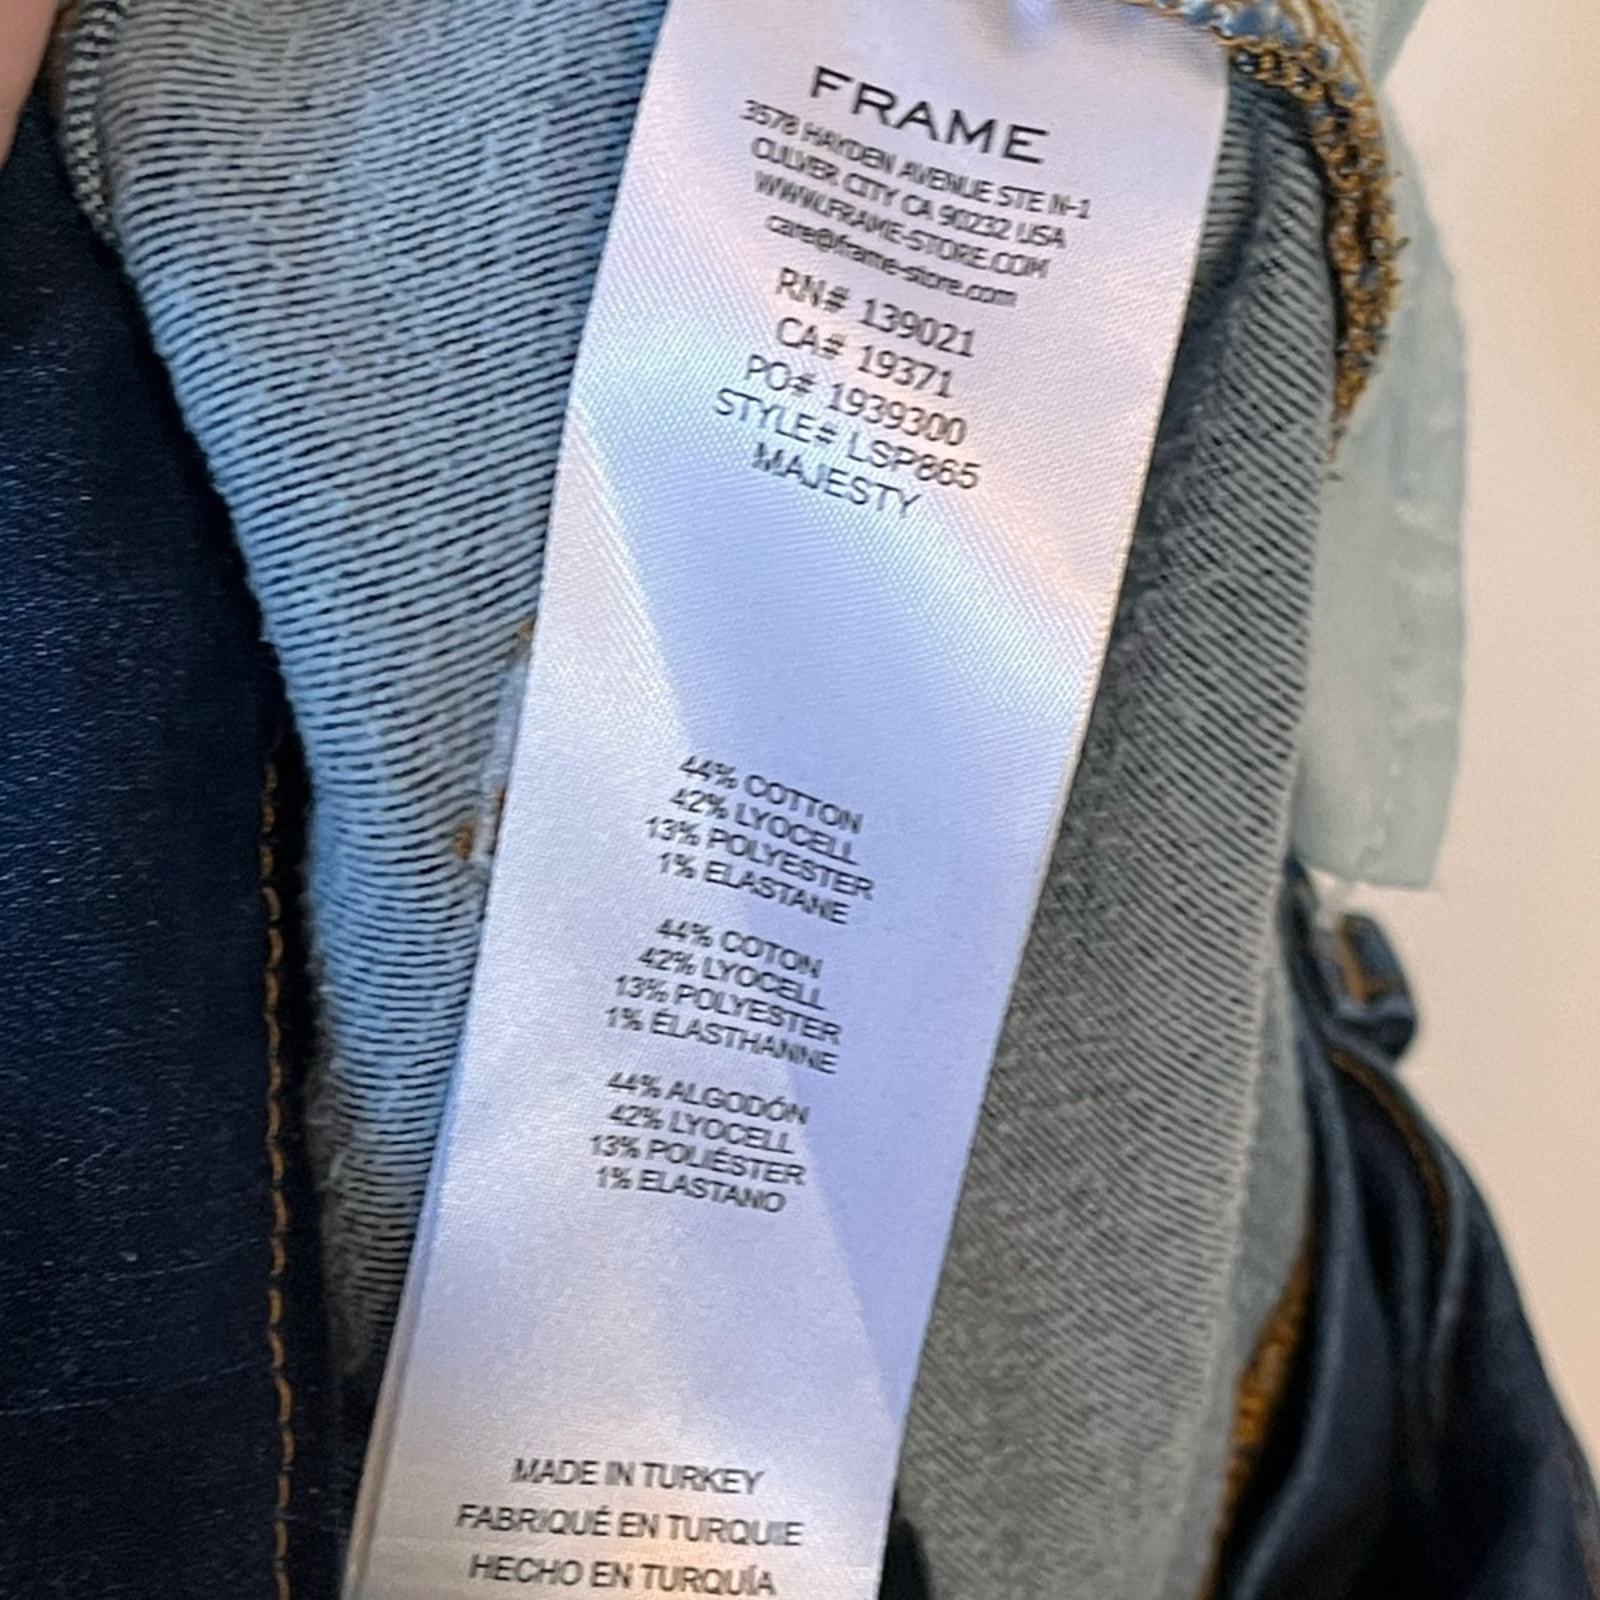 FRAME
3578 HAYDEN AVENUE STE N-1
CULVER CITY CA 90232 USA
WWW.FRAME-STORE.COM
care@frame-store.com
RN# 139021
CA# 19371
PO# 1939300
STYLE# LSP865
MAJESTY
44% COTTON
42% LYOCELL
13% POLYESTER
1% ELASTANE
44% COTON
42% LYOCELL
13% POLYESTER
1% ÉLASTHANNE
44% ALGODÓN
42% LYOCELL
13% POLIÉSTER
1% ELASTANO
MADE IN TURKEY
FABRIQUÉ EN TURQUIE
HECHO EN TURQUÍA